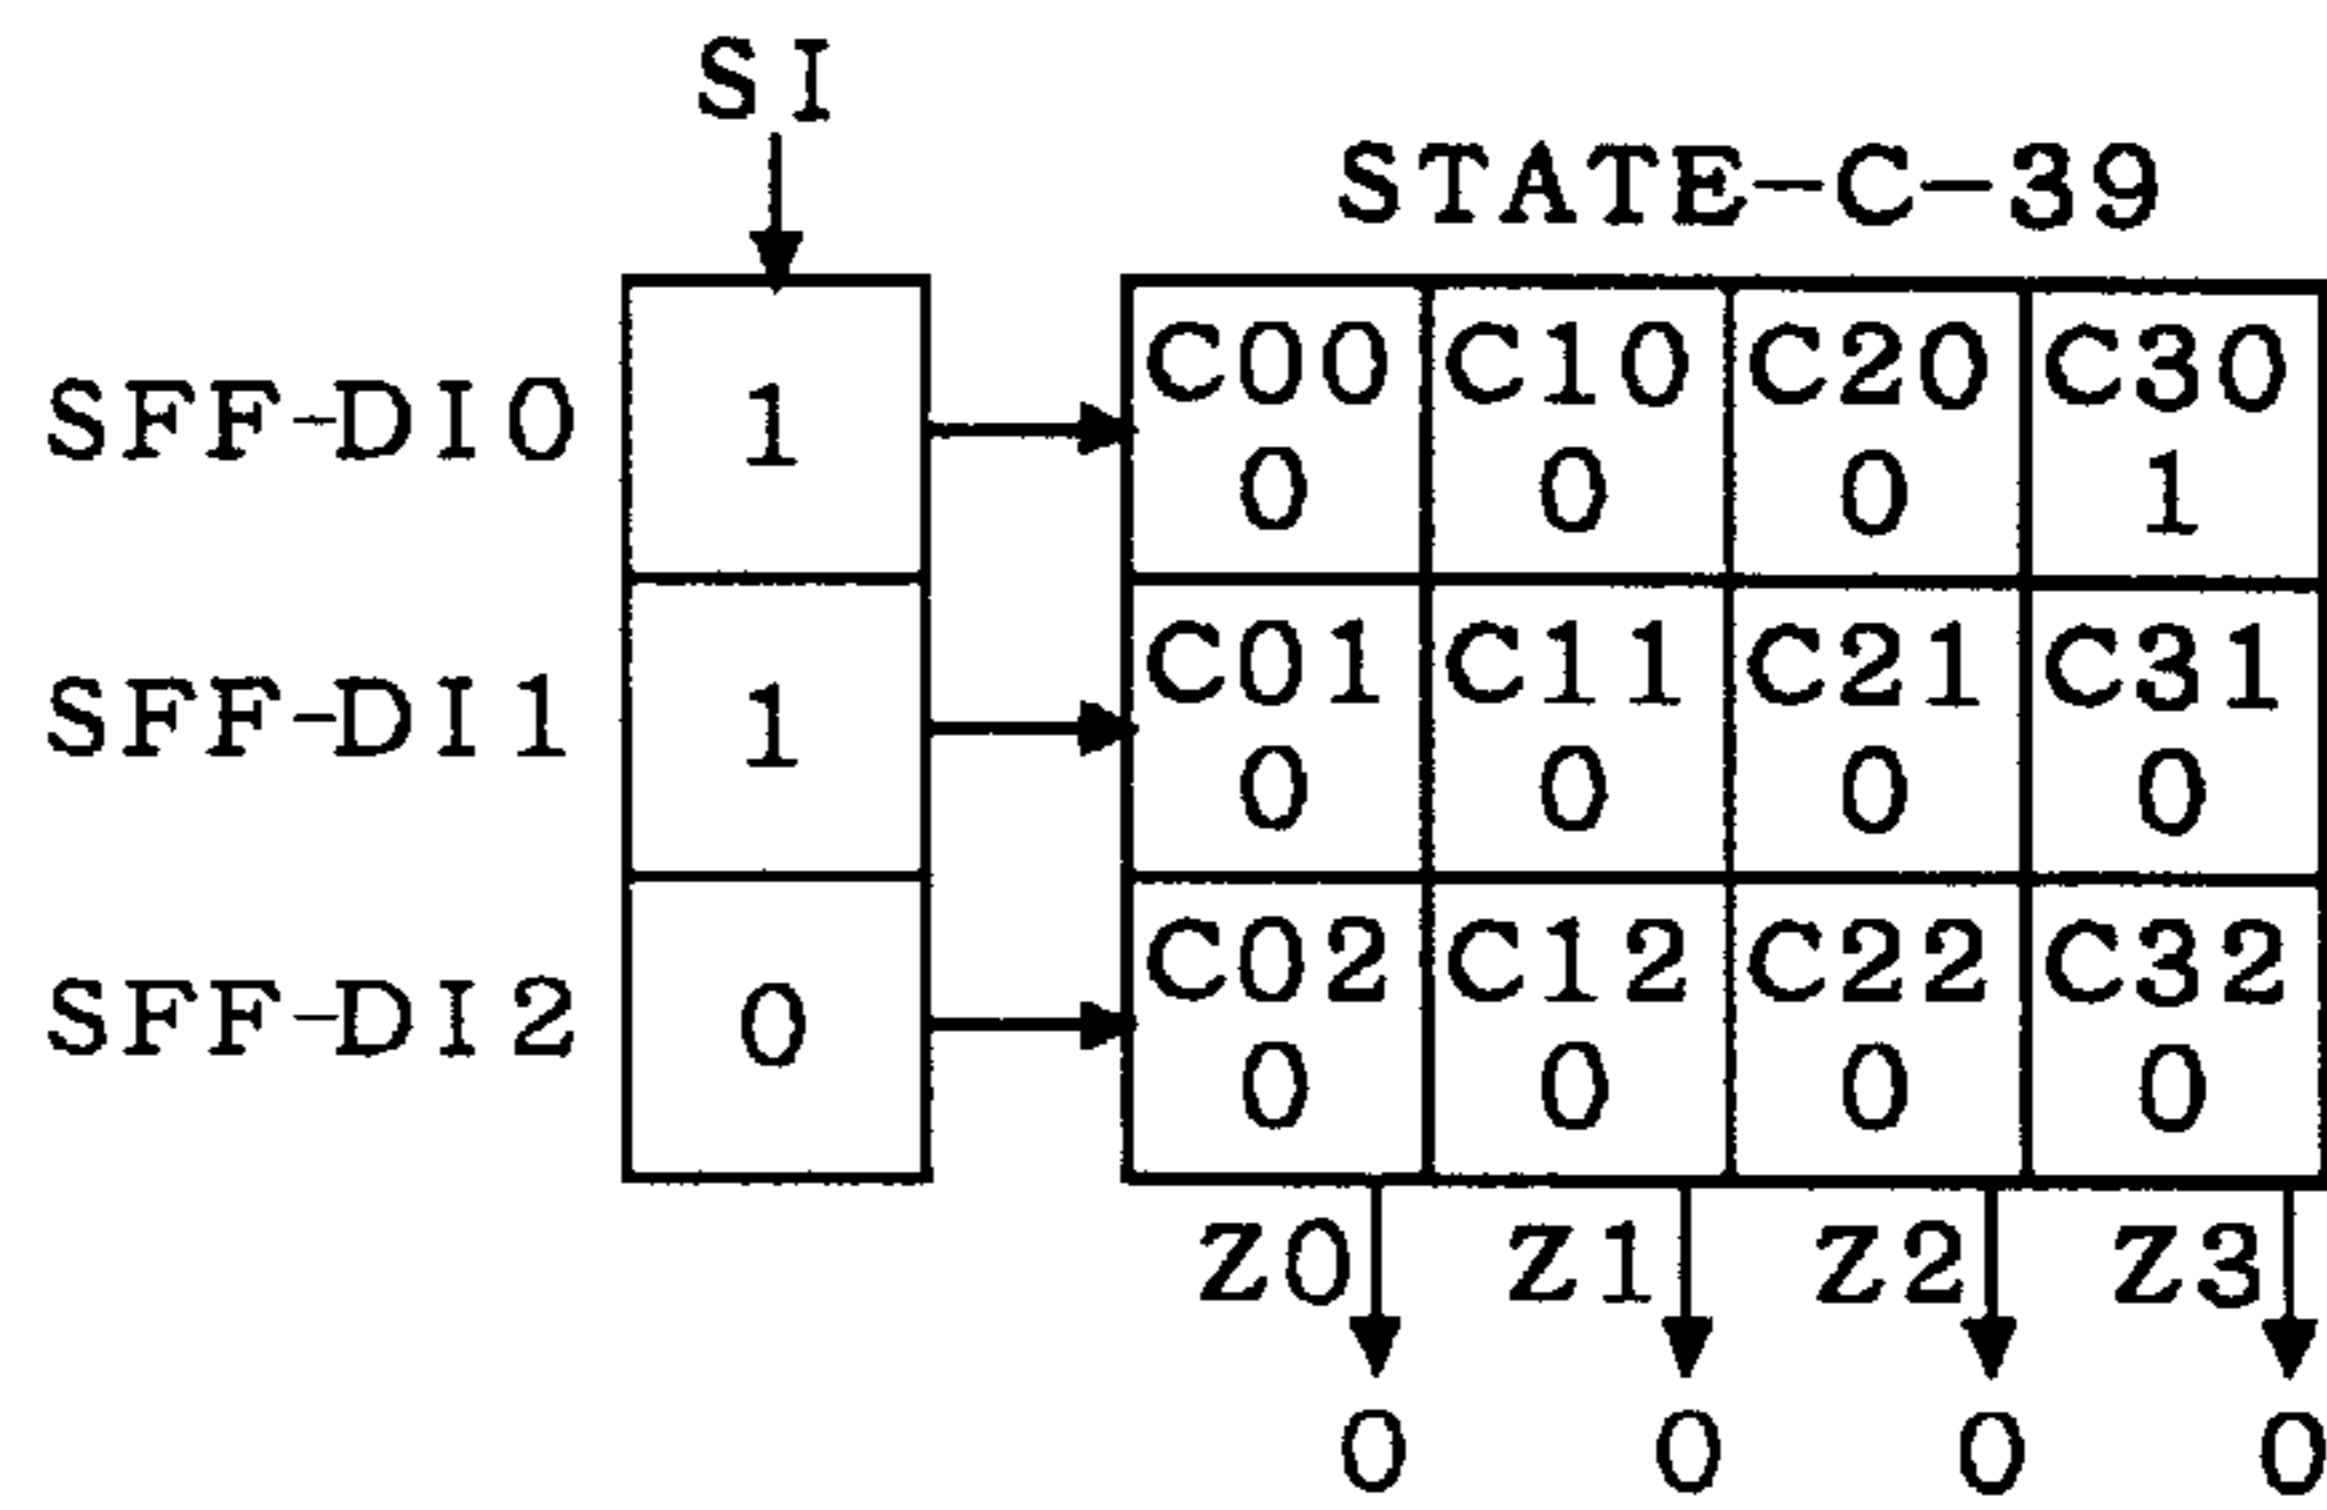 SI
STATE-C-39
C00 C10 C20 C30
SFF-DI0 1 0 0 0 1
C01 C11 C21 C31
SFF-DI1 1 0 0 0 0
C02 C12 C22 C32
SFF-DI2 0 0 0 0 0
Z0 Z1 Z2 Z3
0 0 0 0